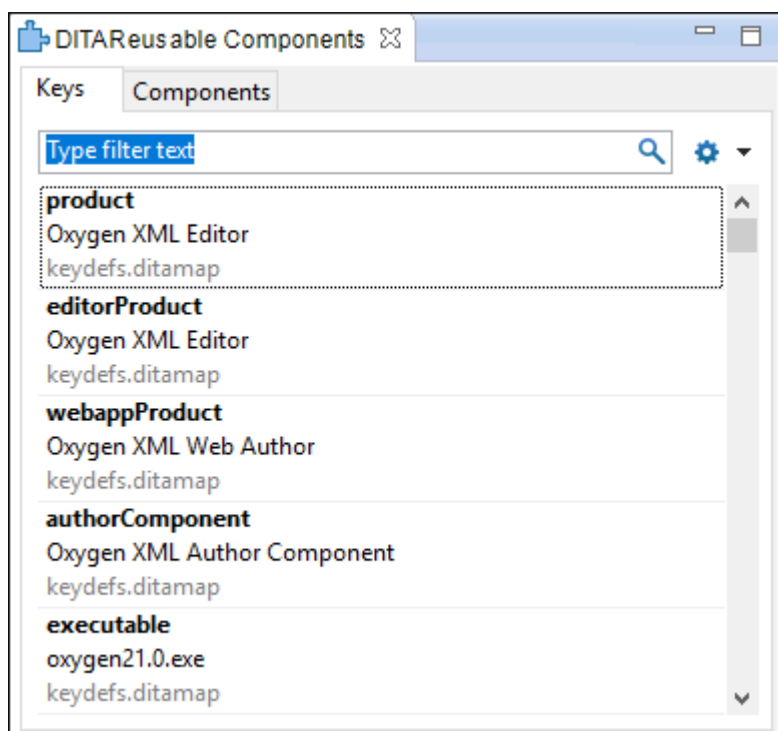 DITAReusable Components
Keys
Components
Type filter text
product
Oxygen XML Editor
keydefs.ditamap
editorProduct
Oxygen XML Editor
keydefs.ditamap
webappProduct
Oxygen XML Web Author
keydefs.ditamap
authorComponent
Oxygen XML Author Component
keydefs.ditamap
executable
oxygen21.0.exe
keydefs.ditamap